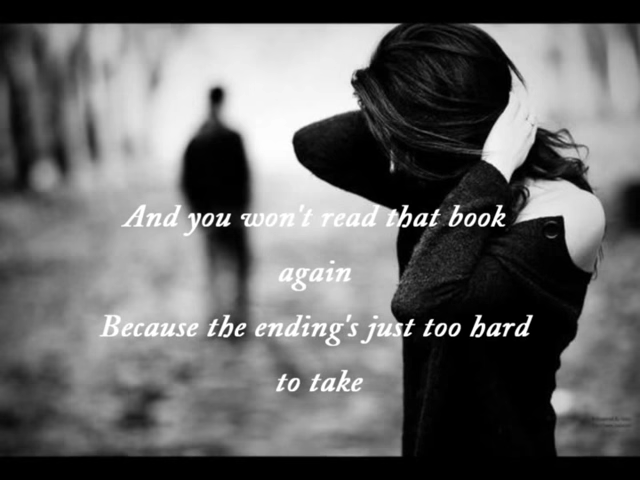 And you won't read that book
again
Because the ending's just too hard
to take